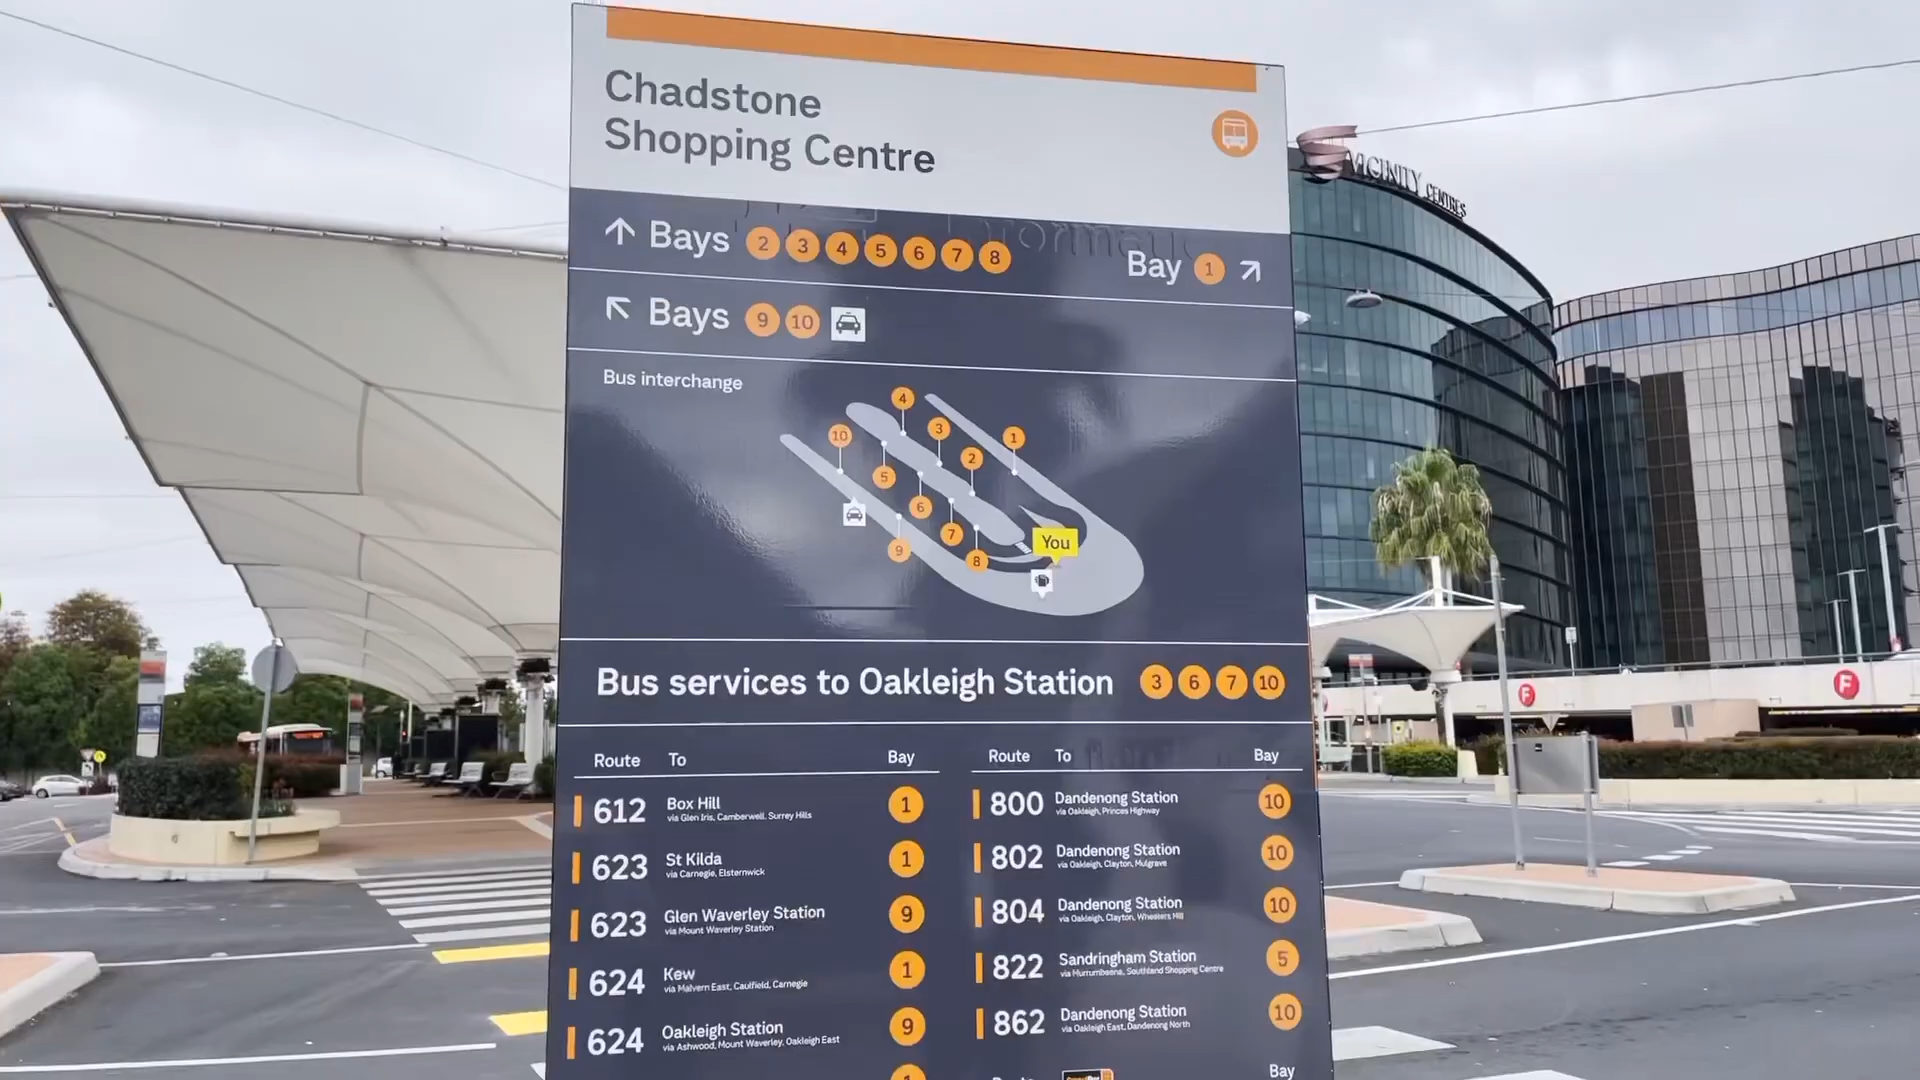 Chadstone
Shopping Centre
Bays 2 3 4 5 6 7 8
Bay 1
Bays 9 10
Bus interchange
4
10
3
1
2
5
6
7
You
9
8
Bus services to Oakleigh Station 3 6 7 10
Route To Bay
612 Box Hill 1
via Glen Iris, Camberwell, Surrey Hills
623 St Kilda 1
via Carnegie, Elsternwick
623 Glen Waverley Station 9
via Mount Waverley Station
624 Kew 1
via Malvern East, Caulfield, Carnegie
624 Oakleigh Station 9
via Ashwood, Mount Waverley, Oakleigh East
1
Route To Bay
800 Dandenong Station 10
via Oakleigh, Princes Highway
802 Dandenong Station 10
via Oakleigh, Clayton, Mulgrave
804 Dandenong Station 10
via Oakleigh, Clayton, Wheelers Hill
822 Sandringham Station 5
via Murrumbeena, Southland Shopping Centre
862 Dandenong Station 10
via Oakleigh East, Dandenong North
Route Bay
VICINITY CENTRES
F
F